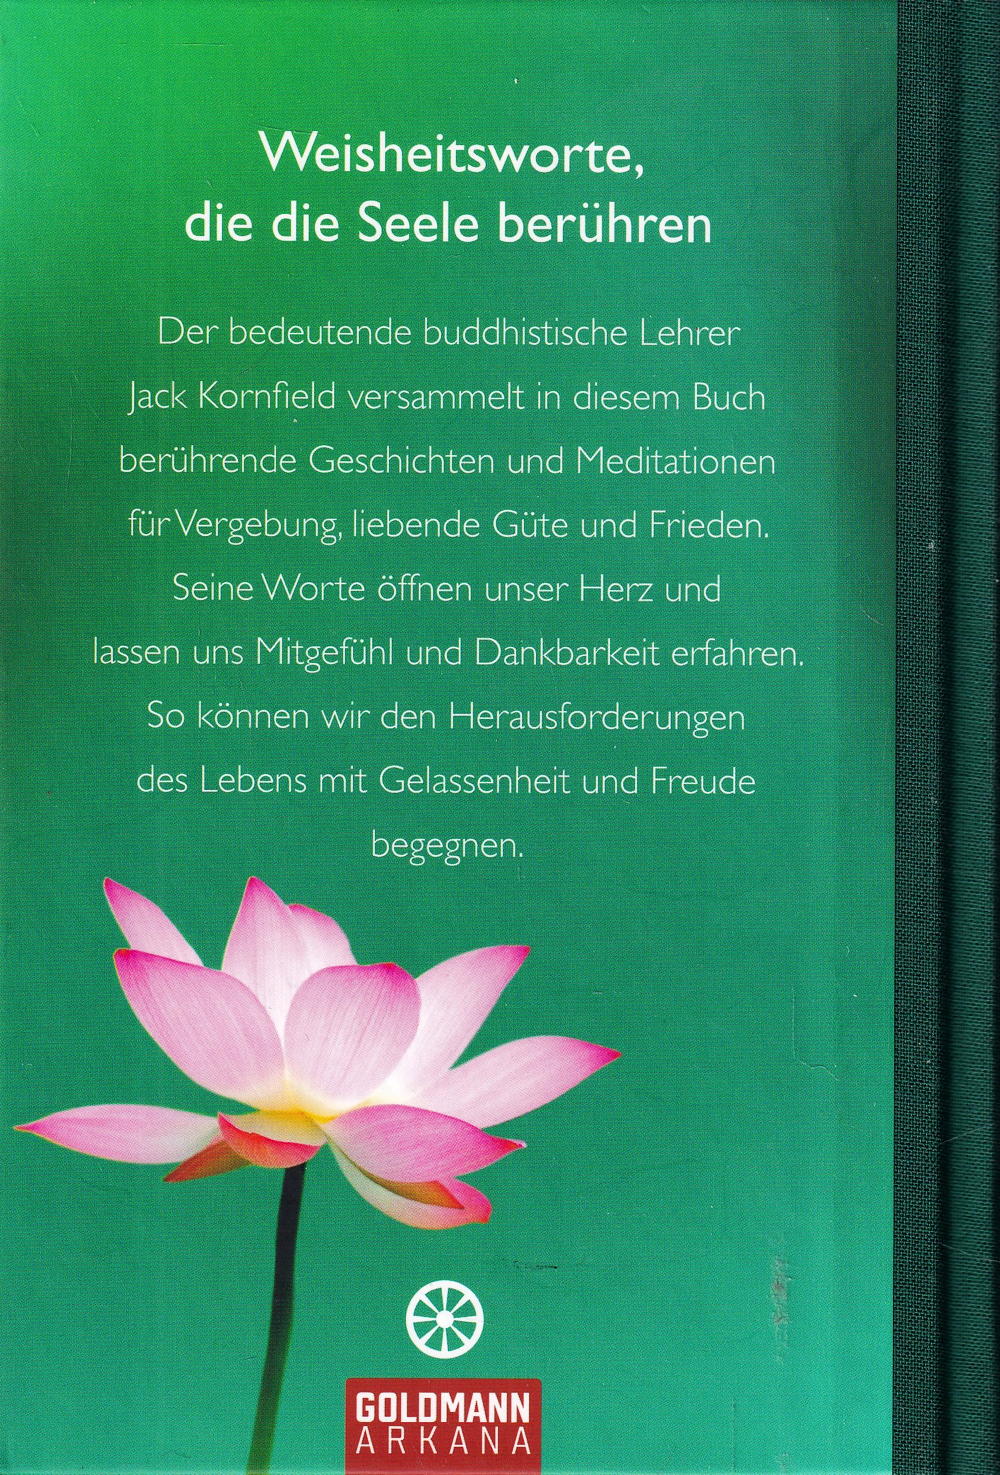 Weisheitsworte,
die die Seele berühren
Der bedeutende buddhistische Lehrer
Jack Kornfield versammelt in diesem Buch
berührende Geschichten und Meditationen
für Vergebung, liebende Güte und Frieden.
Seine Worte öffnen unser Herz und
lassen uns Mitgefühl und Dankbarkeit erfahren.
So können wir den Herausforderungen
des Lebens mit Gelassenheit und Freude
begegnen.
GOLDMANN
ARKANA